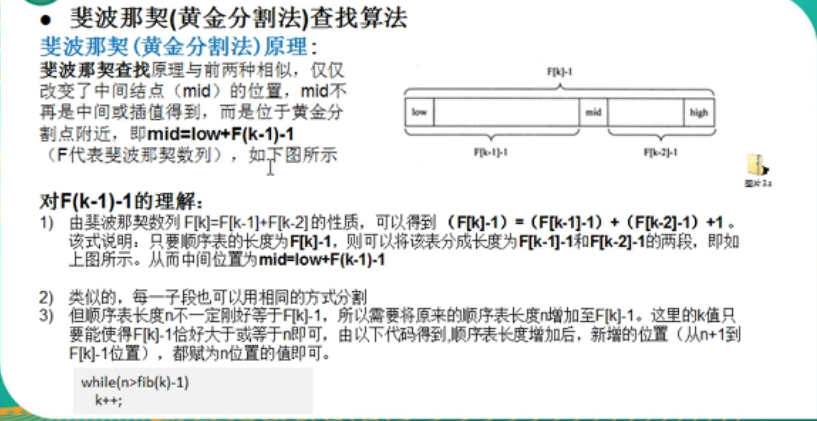 ● 斐波那契(黄金分割法)查找算法
斐波那契(黄金分割法)原理:
斐波那契查找原理与前两种相似，仅仅
改变了中间结点（mid）的位置，mid不
再是中间或插值得到，而是位于黄金分
割点附近，即mid=low+F(k-1)-1
（F代表斐波那契数列），如下图所示
F[k]-1
low
mid
high
F[k-1]-1
F[k-2]-1
对F(k-1)-1的理解：
1) 由斐波那契数列 F[k]=F[k-1]+F[k-2] 的性质，可以得到 （F[k]-1）=（F[k-1]-1）+（F[k-2]-1）+1 。
该式说明：只要顺序表的长度为F[k]-1，则可以将该表分成长度为F[k-1]-1和F[k-2]-1的两段，即如
上图所示。从而中间位置为mid=low+F(k-1)-1
2) 类似的，每一子段也可以用相同的方式分割
3) 但顺序表长度n不一定刚好等于F[k]-1，所以需要将原来的顺序表长度n增加至F[k]-1。这里的k值只
要能使得F[k]-1恰好大于或等于n即可，由以下代码得到,顺序表长度增加后，新增的位置（从n+1到
F[k]-1位置），都赋为n位置的值即可。
while(n>fib(k)-1)
k++;